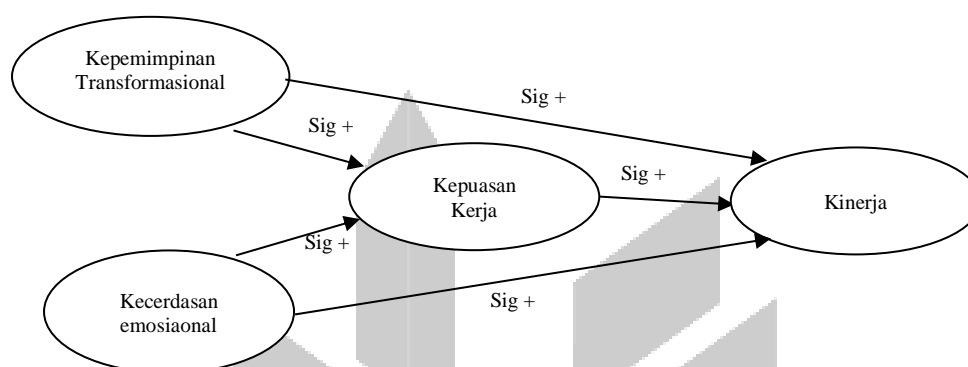 Kepemimpinan
Transformasional
Sig +
Sig +
Kepuasan
Kerja
Sig +
Kinerja
Sig +
Kecerdasan
emosiaonal
Sig +